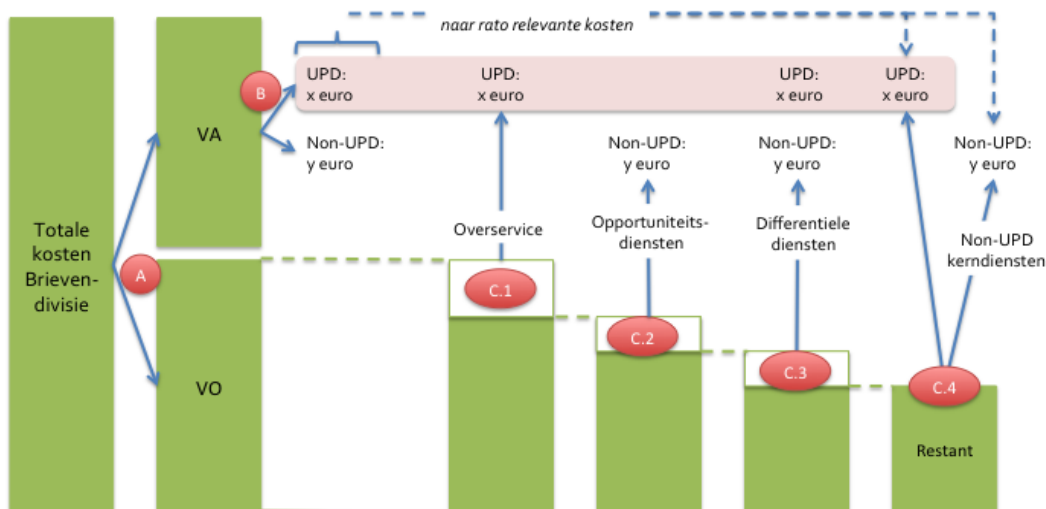 naar rato relevante kosten
UPD:
x euro
UPD:
x euro
UPD:
x euro
UPD:
x euro
B
VA
Non-UPD:
y euro
Non-UPD:
y euro
Non-UPD:
y euro
Non-UPD:
y euro
Totale
kosten
Brieven-
divisie
A
Overservice
Opportuniteits-
diensten
Differentiele
diensten
Non-UPD
kerndiensten
C.1
C.2
C.3
C.4
VO
Restant